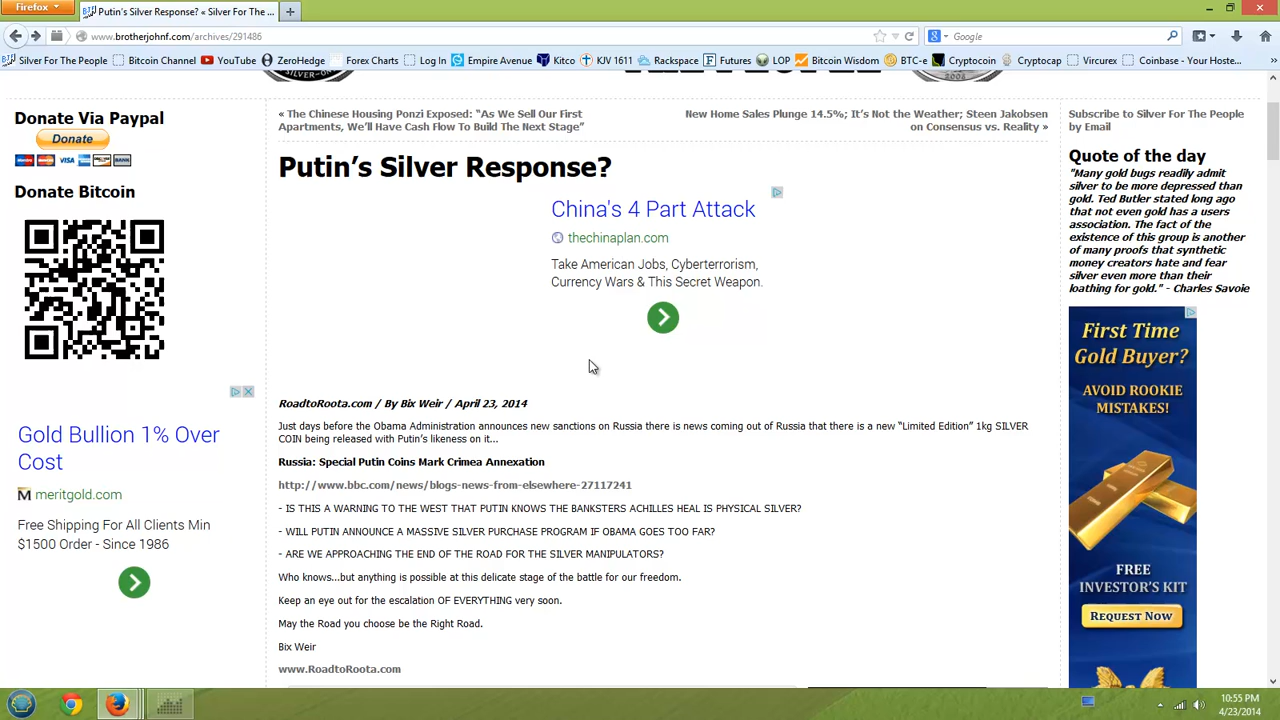 Firefox
Putin's Silver Response? « Silver For The ...
www.brotherjohnf.com/archives/291486
Google
Silver For The People
Bitcoin Channel
YouTube
ZeroHedge
Forex Charts
Log In
Empire Avenue
Kitco
KJV 1611
Rackspace
Futures
LOP
Bitcoin Wisdom
BTC-e
Cryptocoin
Cryptocap
Vircurex
Coinbase - Your Hoste...
Donate Via Paypal
Donate
VISA
BANK
Donate Bitcoin
Gold Bullion 1% Over
Cost
meritgold.com
Free Shipping For All Clients Min
$1500 Order - Since 1986
« The Chinese Housing Ponzi Exposed: “As We Sell Our First
Apartments, We’ll Have Cash Flow To Build The Next Stage”
New Home Sales Plunge 14.5%; It’s Not the Weather; Steen Jakobsen
on Consensus vs. Reality »
Putin’s Silver Response?
China's 4 Part Attack
thechinaplan.com
Take American Jobs, Cyberterrorism,
Currency Wars & This Secret Weapon.
RoadtoRoota.com / By Bix Weir / April 23, 2014
Just days before the Obama Administration announces new sanctions on Russia there is news coming out of Russia that there is a new “Limited Edition” 1kg SILVER
COIN being released with Putin’s likeness on it...
Russia: Special Putin Coins Mark Crimea Annexation
http://www.bbc.com/news/blogs-news-from-elsewhere-27117241
- IS THIS A WARNING TO THE WEST THAT PUTIN KNOWS THE BANKSTERS ACHILLES HEAL IS PHYSICAL SILVER?
- WILL PUTIN ANNOUNCE A MASSIVE SILVER PURCHASE PROGRAM IF OBAMA GOES TOO FAR?
- ARE WE APPROACHING THE END OF THE ROAD FOR THE SILVER MANIPULATORS?
Who knows...but anything is possible at this delicate stage of the battle for our freedom.
Keep an eye out for the escalation OF EVERYTHING very soon.
May the Road you choose be the Right Road.
Bix Weir
www.RoadtoRoota.com
Subscribe to Silver For The People
by Email
Quote of the day
"Many gold bugs readily admit
silver to be more depressed than
gold. Ted Butler stated long ago
that not even gold has a users
association. The fact of the
existence of this group is another
of many proofs that synthetic
money creators hate and fear
silver even more than their
loathing for gold." - Charles Savoie
First Time
Gold Buyer?
AVOID ROOKIE
MISTAKES!
FREE
INVESTOR'S KIT
REQUEST NOW
10:55 PM
4/23/2014